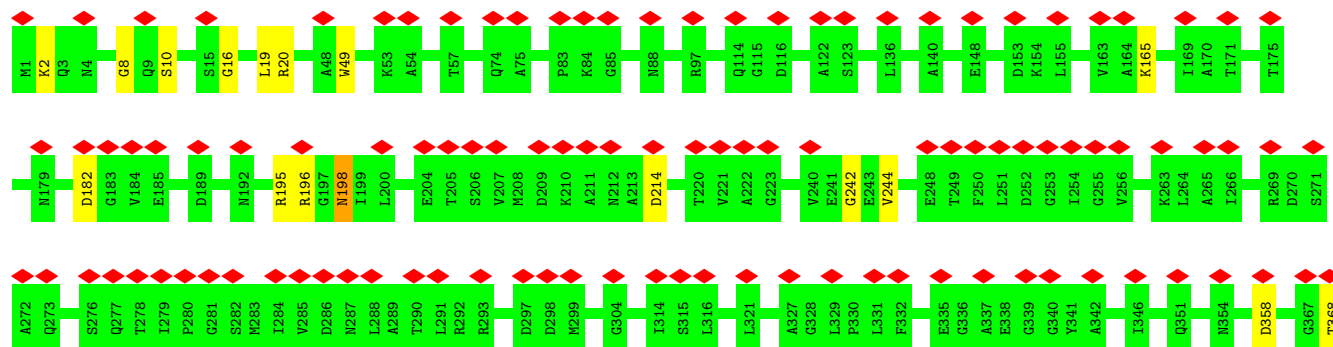 M1 K2 Q3 N4 G8 Q9 S10 S15 G16 L19 R20 A48 W49 K53 A54 T57 Q74 A75 P83 K84 G85 N88 R97 Q114 G115 D116 A122 S123 L136 A140 E148 D153 K154 L155 V163 A164 K165 I169 A170 T171 T175
N179 D182 G183 V184 E185 D189 N192 R195 R196 G197 N198 I199 L200 E204 T205 S206 V207 M208 D209 K210 A211 N212 A213 D214 T220 V221 A222 G223 V240 E241 G242 E243 V244 E248 T249 F250 L251 D252 G253 I254 G255 V256 K263 L264 A265 I266 R269 D270 S271
A272 Q273 S276 Q277 T278 I279 P280 G281 S282 M283 I284 V285 D286 N287 L288 A289 T290 L291 R292 R293 D297 D298 M299 G304 I314 S315 L316 L321 A327 G328 L329 P330 L331 F332 E335 G336 A337 E338 G339 G340 Y341 A342 I346 Q351 N354 D358 G367 T368